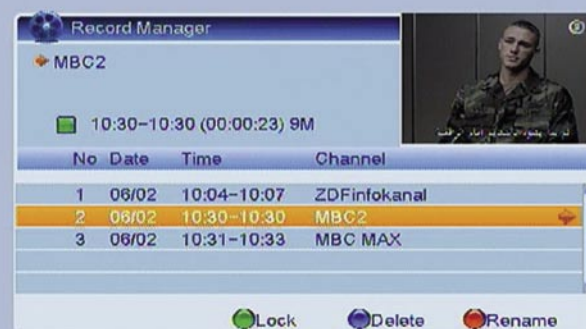 Record Manager
MBC2
10:30-10:30 (00:00:23) 9M
No Date Time Channel
1 06/02 10:04-10:07 ZDFinfokanal
2 06/02 10:30-10:30 MBC2
3 06/02 10:31-10:33 MBC MAX
Lock Delete Rename